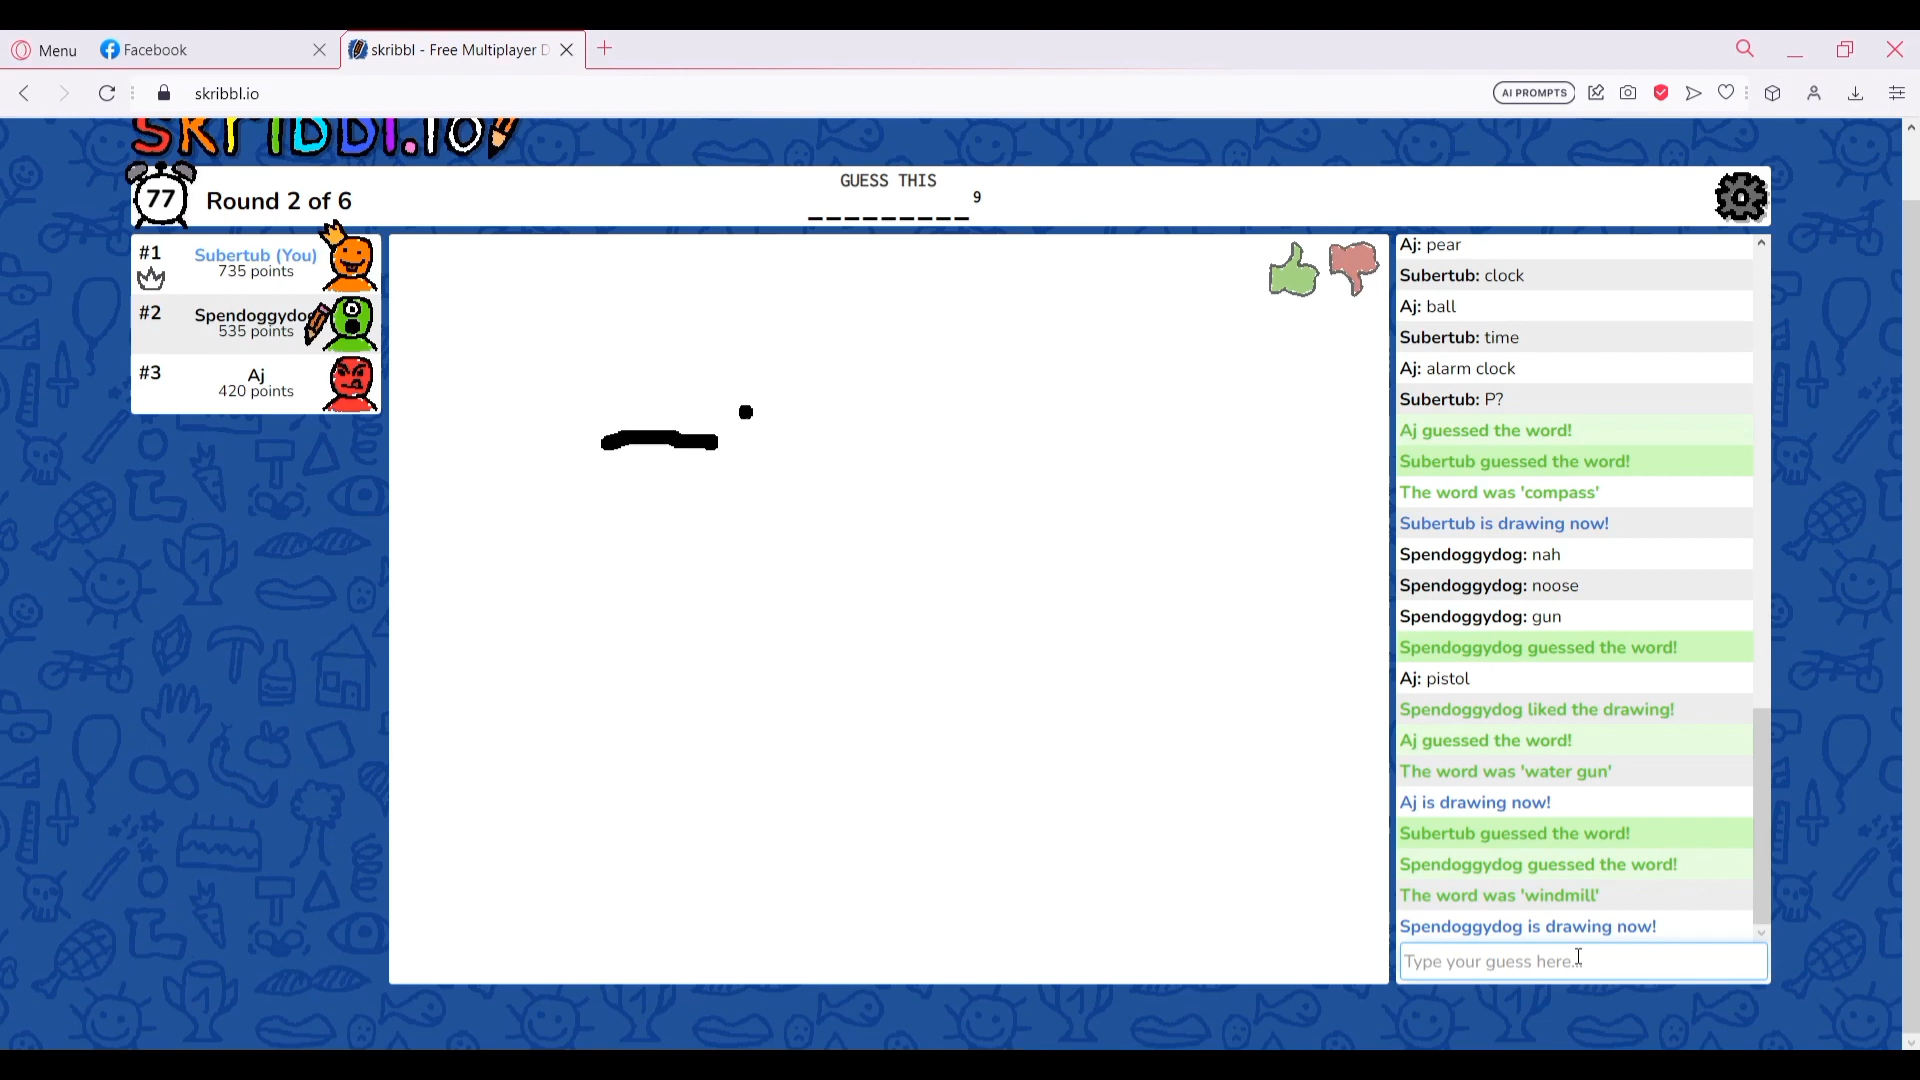 Menu
Facebook
skribbl - Free Multiplayer D
skribbl.io
AI PROMPTS
SKRIBBL.IO
77
Round 2 of 6
GUESS THIS
_________ 9
#1
Subertub (You)
735 points
#2
Spendoggydog
535 points
#3
Aj
420 points
Aj: pear
Subertub: clock
Aj: ball
Subertub: time
Aj: alarm clock
Subertub: P?
Aj guessed the word!
Subertub guessed the word!
The word was 'compass'
Subertub is drawing now!
Spendoggydog: nah
Spendoggydog: noose
Spendoggydog: gun
Spendoggydog guessed the word!
Aj: pistol
Spendoggydog liked the drawing!
Aj guessed the word!
The word was 'water gun'
Aj is drawing now!
Subertub guessed the word!
Spendoggydog guessed the word!
The word was 'windmill'
Spendoggydog is drawing now!
Type your guess here...